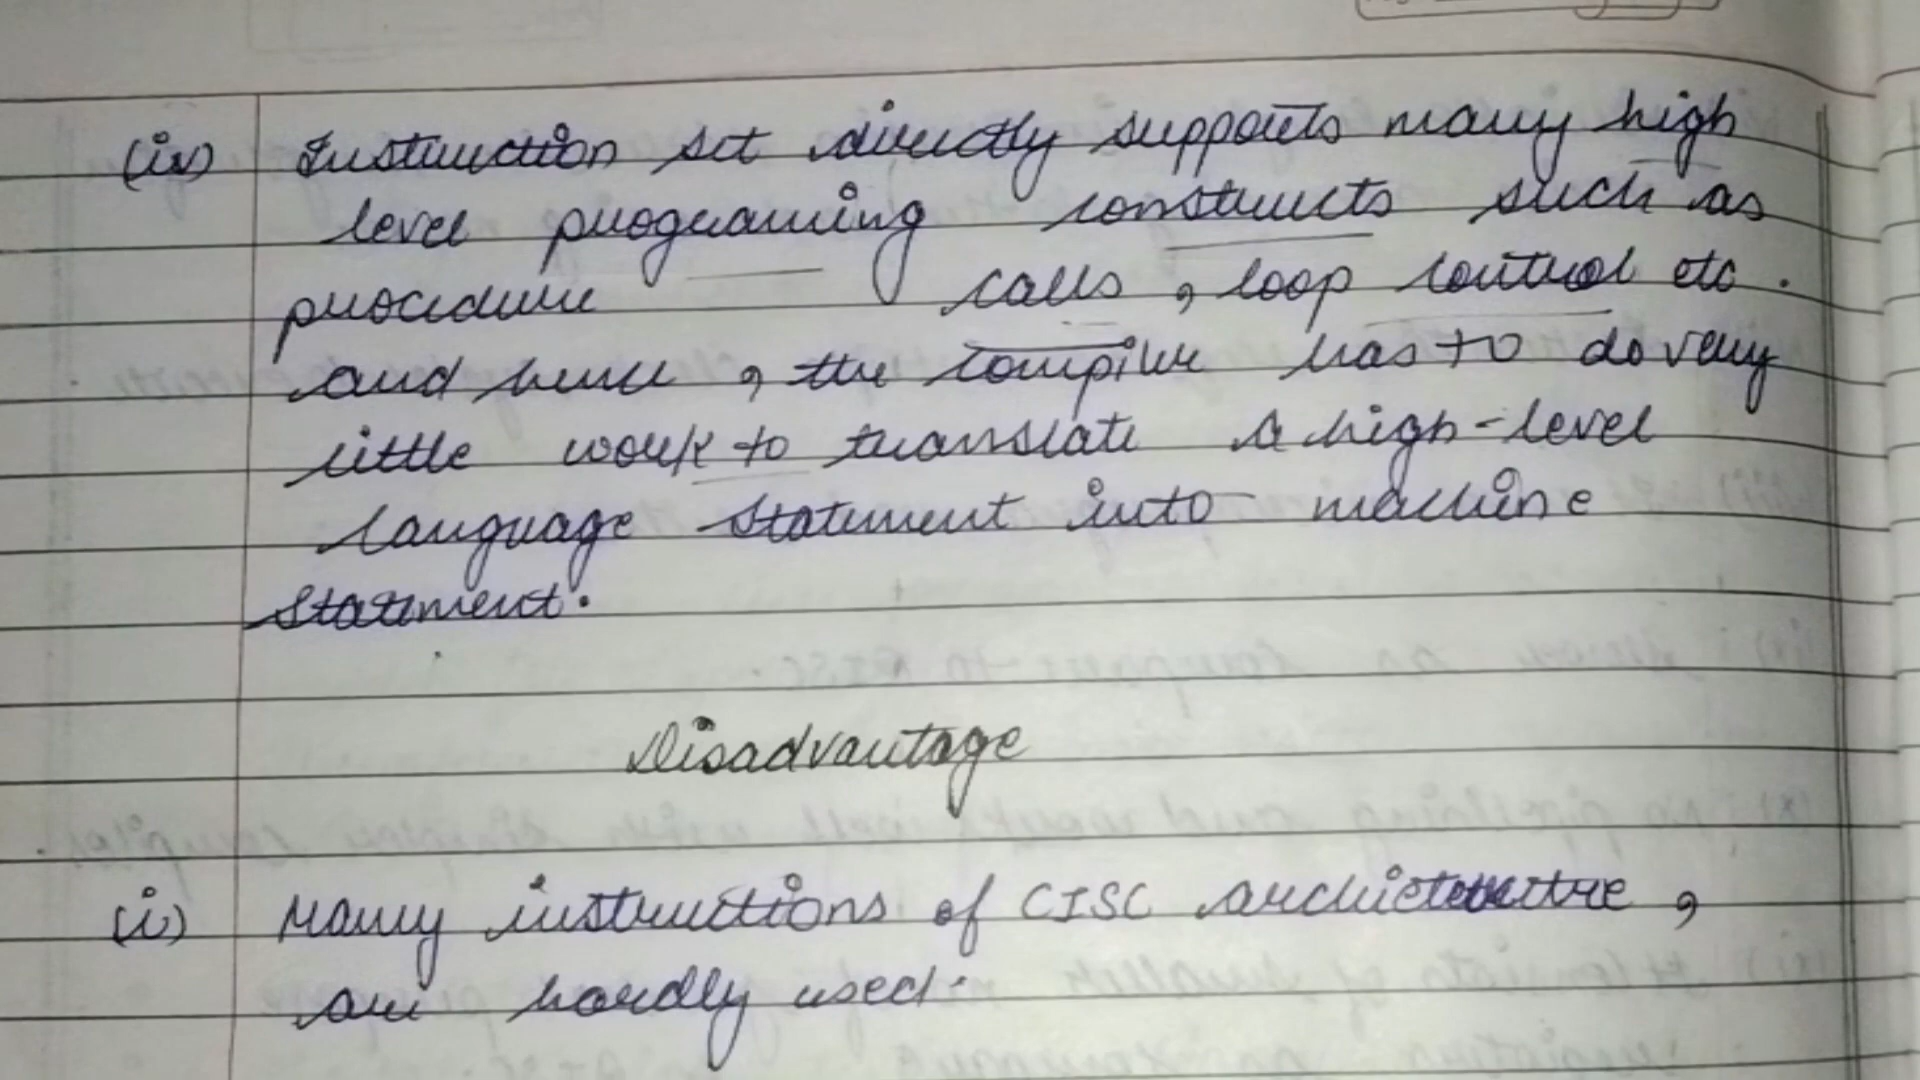 (iv) Instruction set directly supports many high
level programing constructs such as
procedure calls, loop control etc.
and hence, the compiler has to do very
little work to translate a high-level
language statement into machine
statement.
Disadvantage
(i) Many instructions of CISC architecture,
are hardly used.